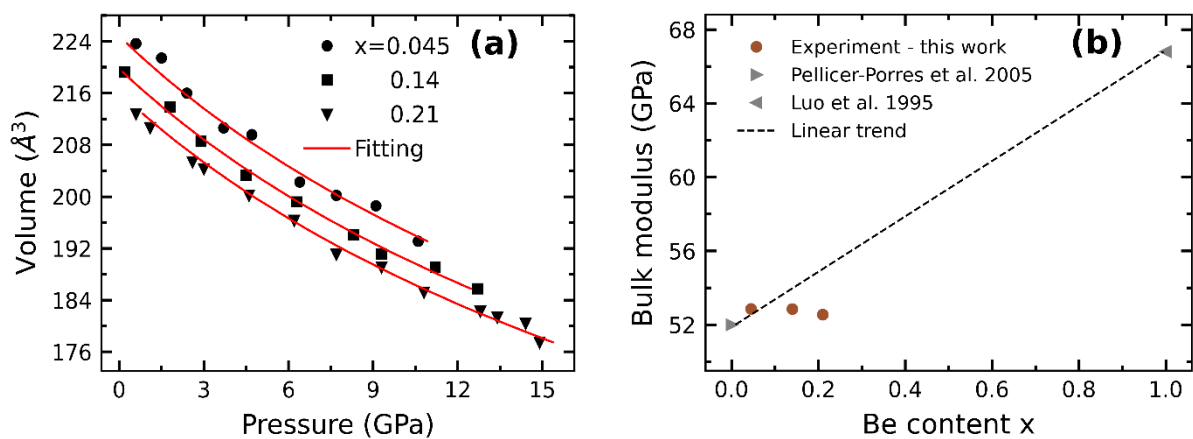 (a)
x=0.045
0.14
0.21
Fitting
224
216
208
200
192
184
176
0 3 6 9 12 15
Volume (Å³)
Pressure (GPa)
(b)
Experiment - this work
Pellicer-Porres et al. 2005
Luo et al. 1995
Linear trend
68
64
60
56
52
0.0 0.2 0.4 0.6 0.8 1.0
Bulk modulus (GPa)
Be content x